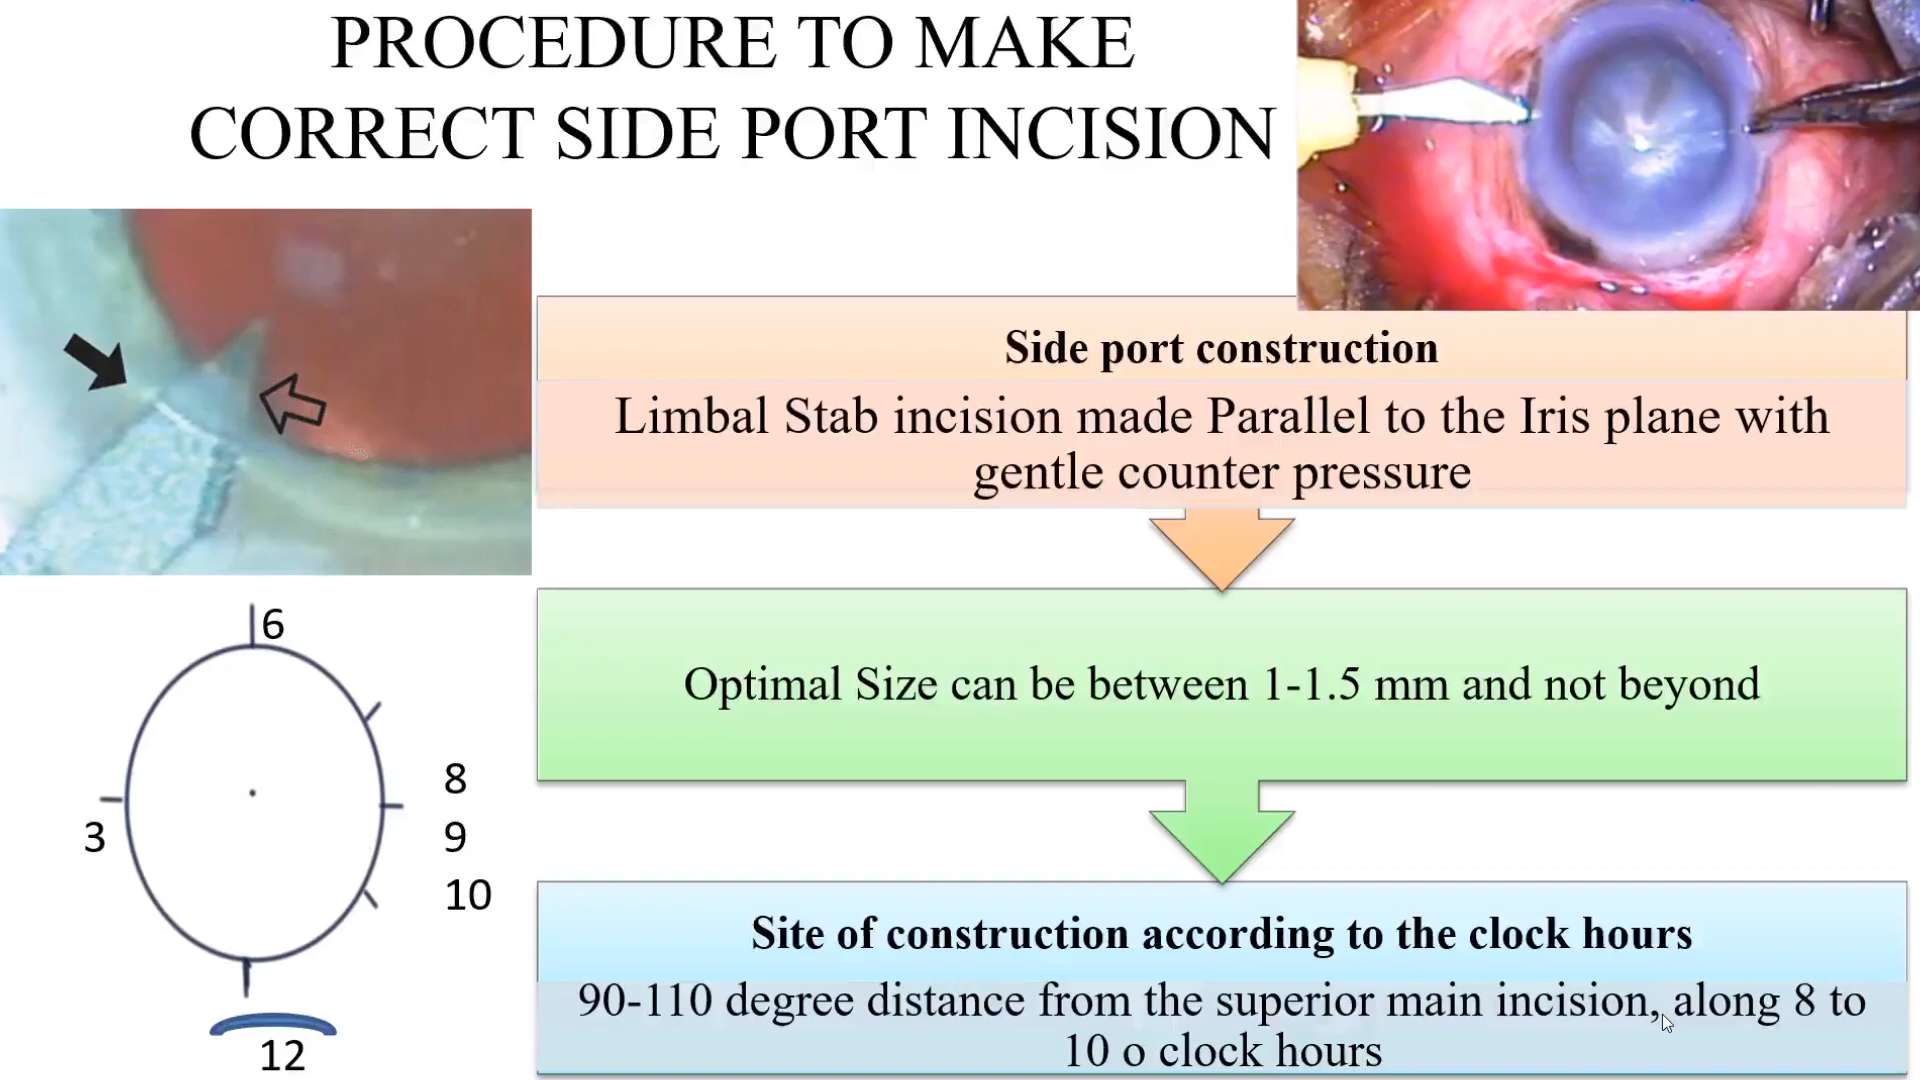 PROCEDURE TO MAKE
CORRECT SIDE PORT INCISION
Side port construction
Limbal Stab incision made Parallel to the Iris plane with
gentle counter pressure
Optimal Size can be between 1-1.5 mm and not beyond
Site of construction according to the clock hours
90-110 degree distance from the superior main incision, along 8 to
10 o clock hours
6
8
3
9
10
12